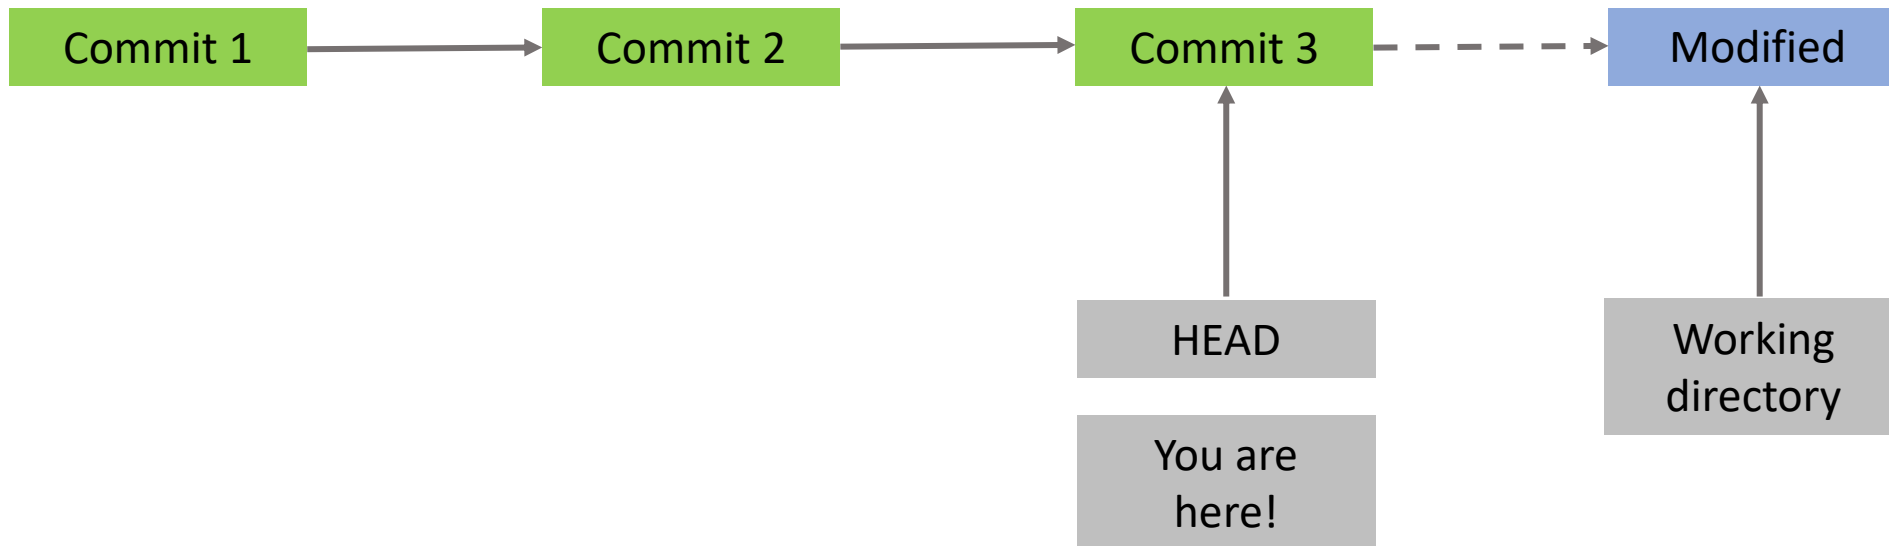 Commit 1
Commit 2
Commit 3
Modified
HEAD
Working
directory
You are
here!